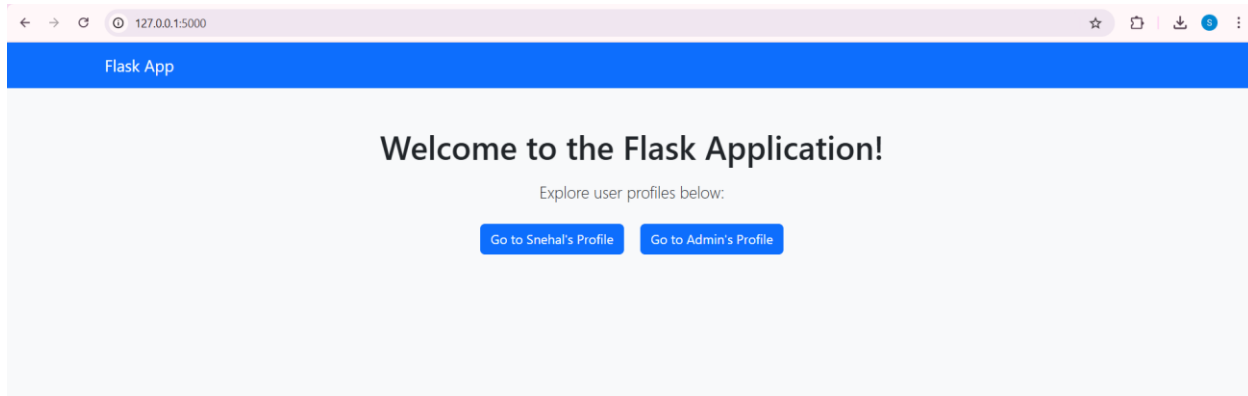 127.0.0.1:5000
S
Flask App
Welcome to the Flask Application!
Explore user profiles below:
Go to Snehal's Profile Go to Admin's Profile